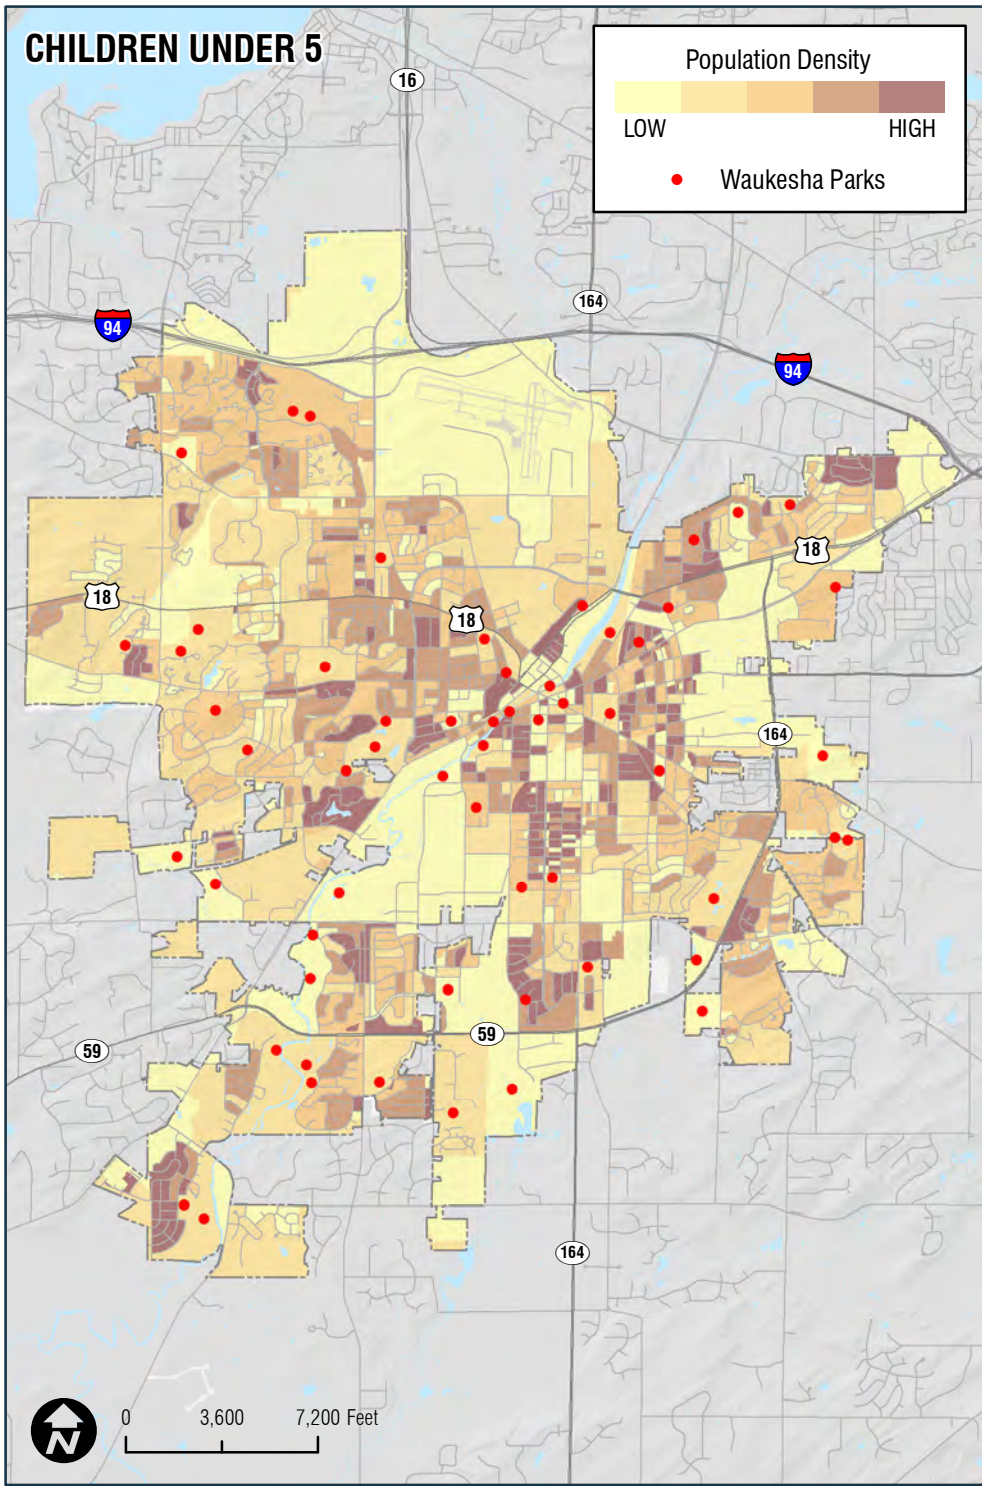 CHILDREN UNDER 5
Population Density
LOW HIGH
Waukesha Parks
16
164
94
94
18
18
18
164
59
59
164
N
0 3,600 7,200 Feet